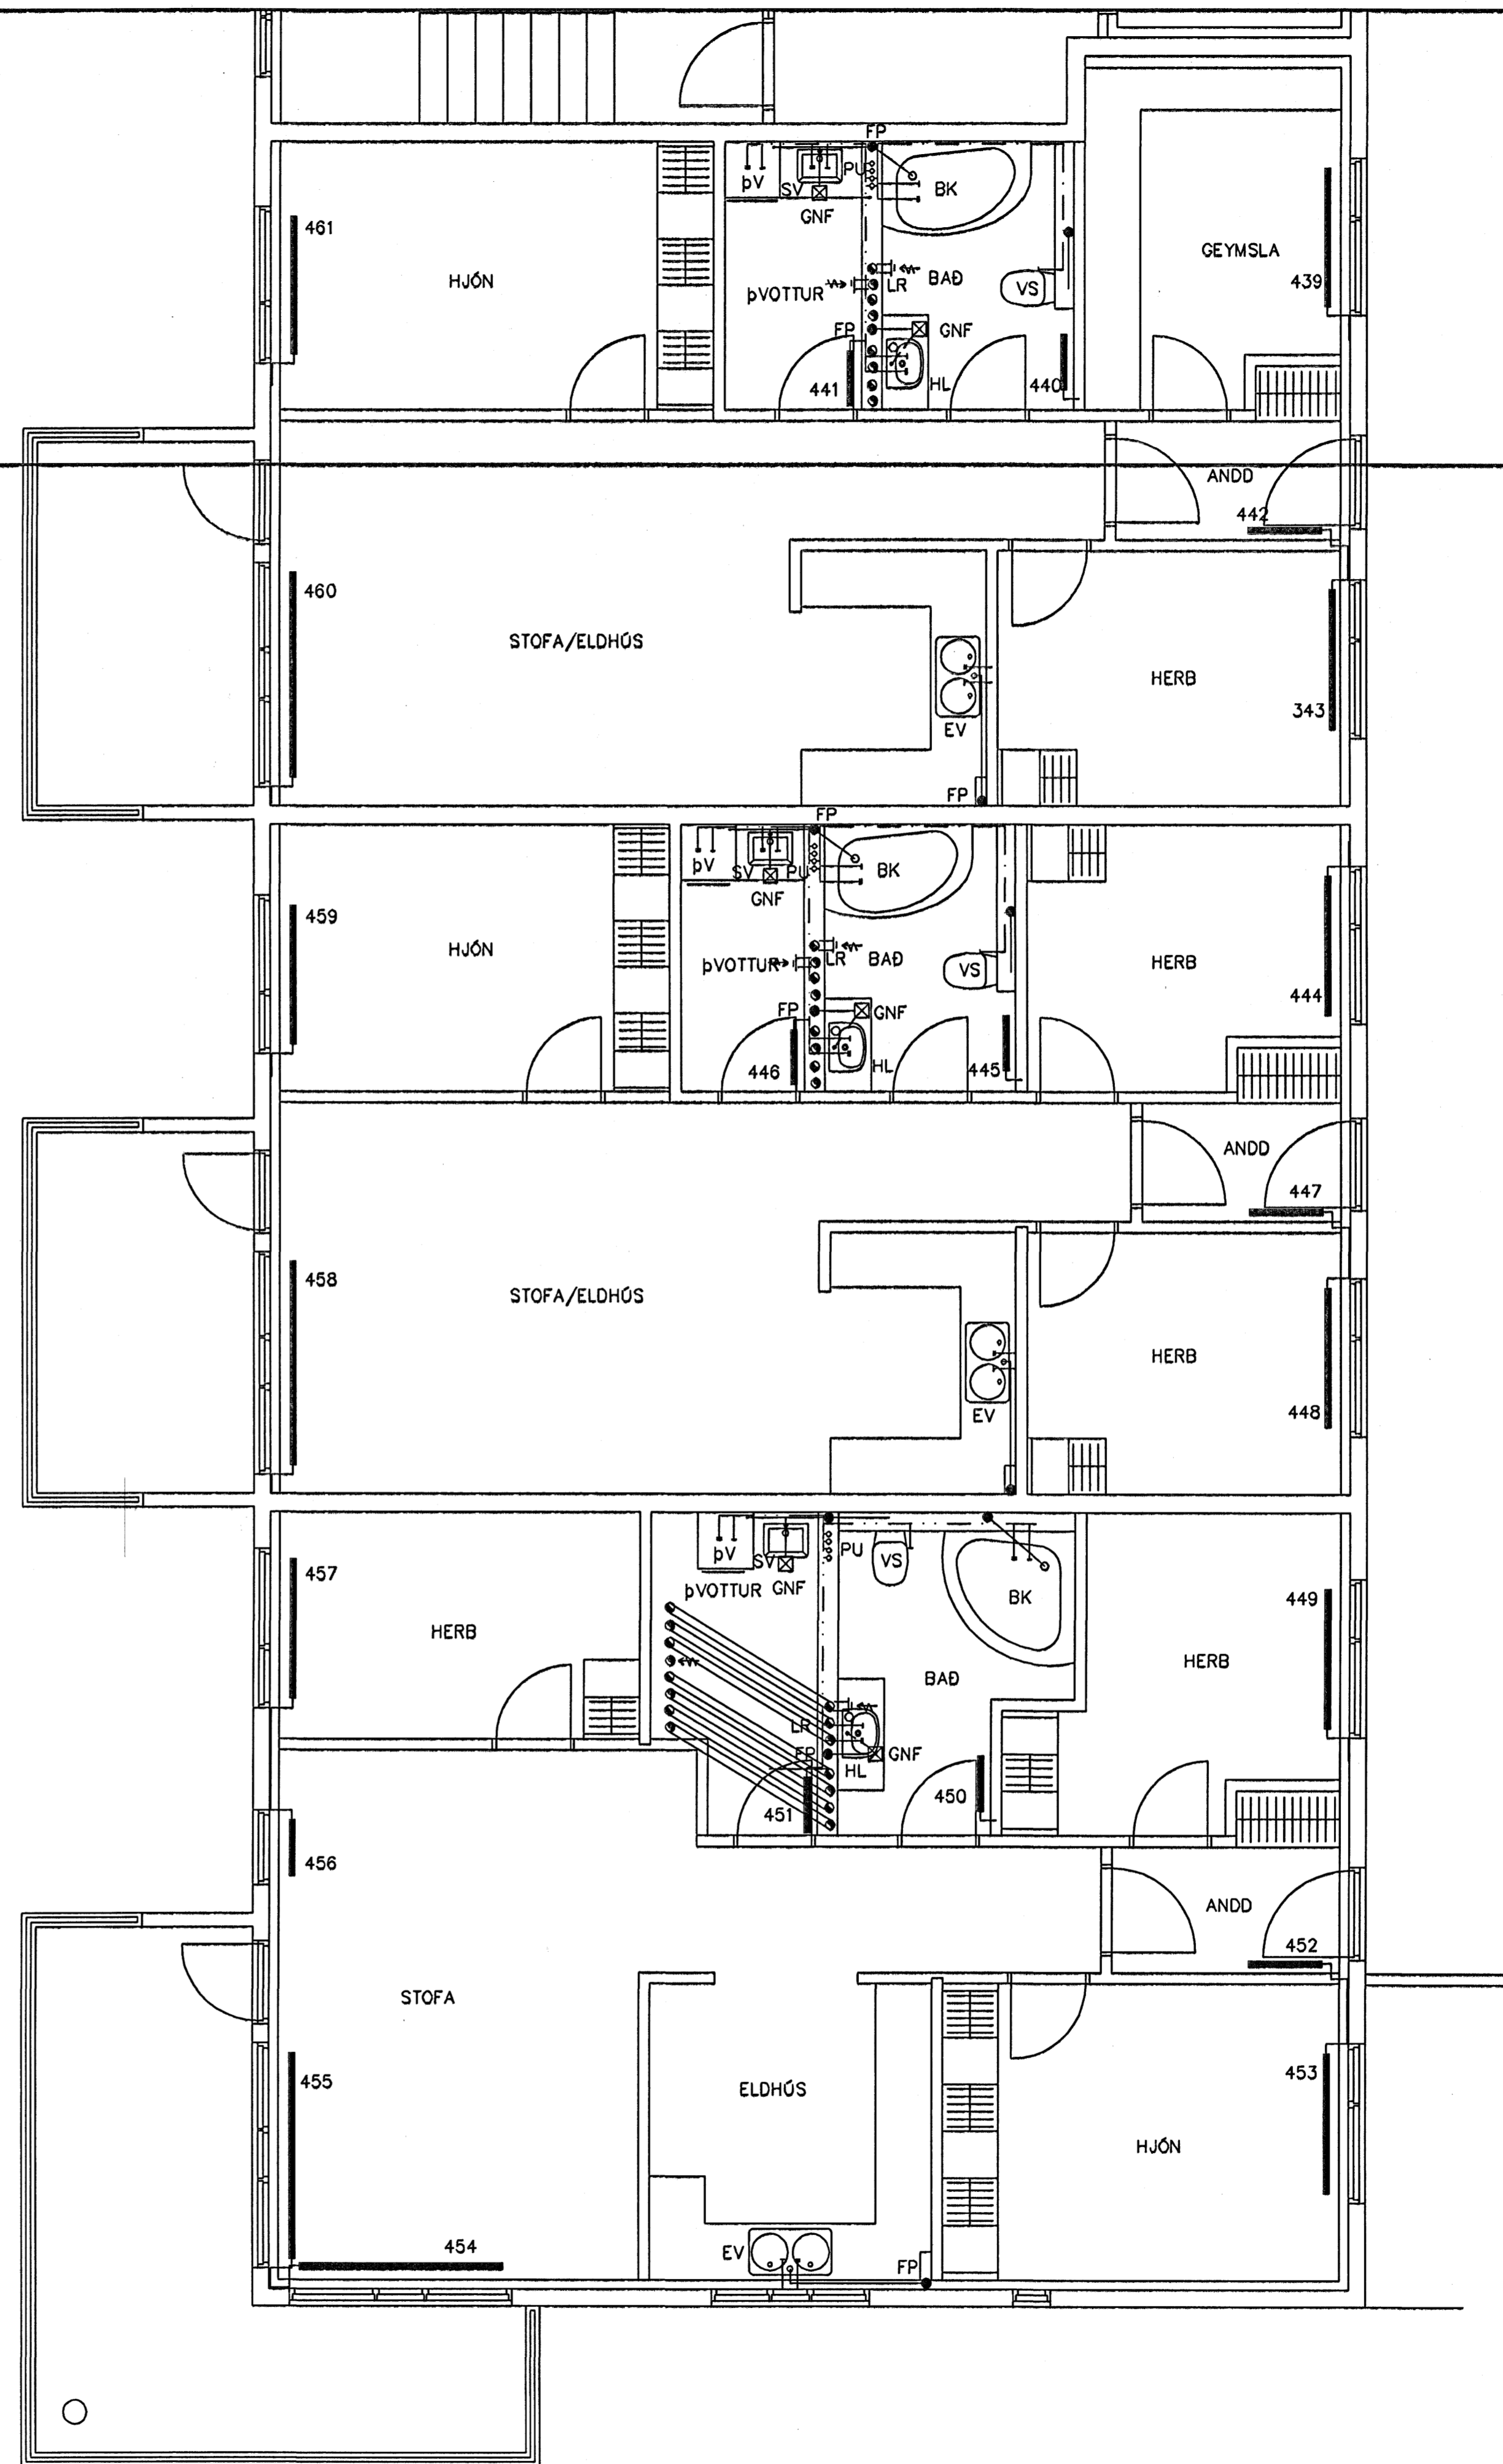 FP
þV
SV
PU
BK
GNF
461
HJÓN
GEYMSLA
439
þVOTTUR
LR
BAÐ
VS
FP
GNF
441
HL
440
ANDD
442
460
STOFA/ELDHÚS
HERB
343
EV
FP
FP
þV
SV
PU
BK
GNF
459
HJÓN
þVOTTUR
LR
BAÐ
VS
HERB
444
FP
GNF
446
HL
445
ANDD
447
458
STOFA/ELDHÚS
HERB
448
EV
þV
SV
PU
VS
457
þVOTTUR
GNF
BK
449
HERB
HERB
BAÐ
LR
FP
GNF
HL
451
450
456
ANDD
452
STOFA
455
ELDHÚS
453
HJÓN
454
EV
FP